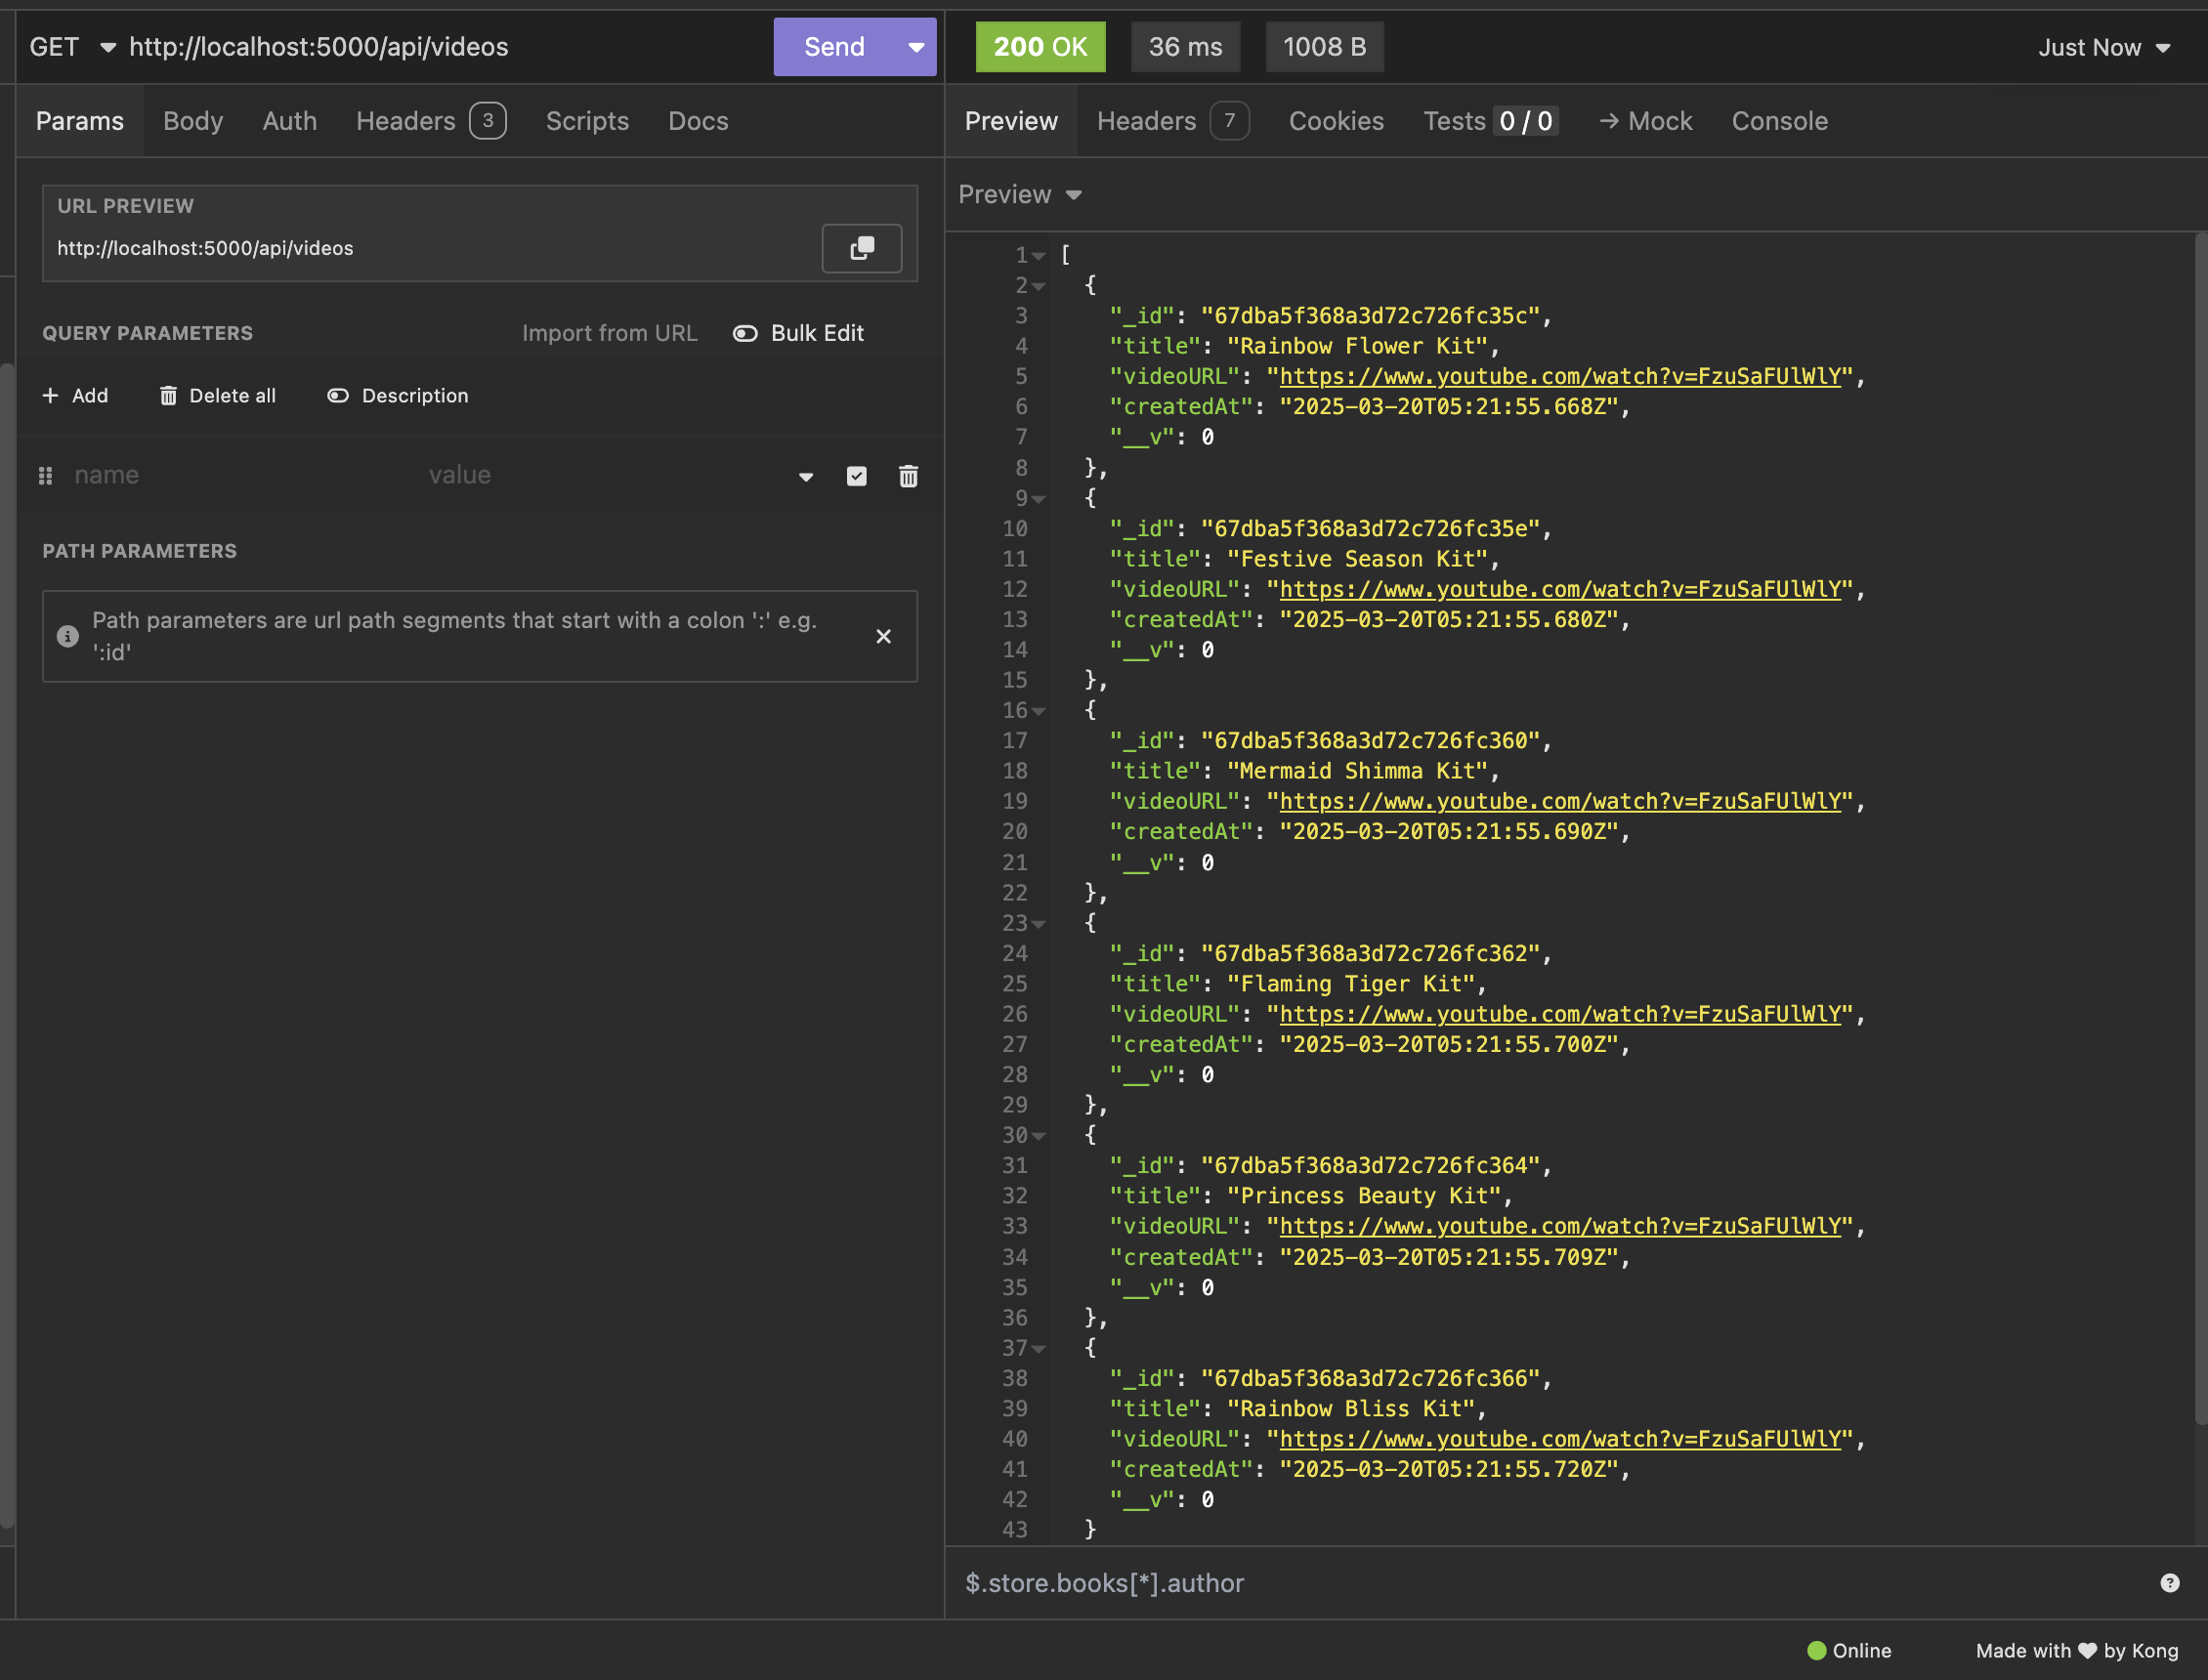 GET http://localhost:5000/api/videos
Send
200 OK
36 ms
1008 B
Just Now
Params
Body
Auth
Headers 3
Scripts
Docs
Preview
Headers 7
Cookies
Tests 0 / 0
→ Mock
Console
URL PREVIEW
http://localhost:5000/api/videos
QUERY PARAMETERS
Import from URL
Bulk Edit
+ Add
Delete all
Description
name
value
PATH PARAMETERS
Path parameters are url path segments that start with a colon ':' e.g.
':id'
Preview
1 [
2 {
3 "_id": "67dba5f368a3d72c726fc35c",
4 "title": "Rainbow Flower Kit",
5 "videoURL": "https://www.youtube.com/watch?v=FzuSaFUlWlY",
6 "createdAt": "2025-03-20T05:21:55.668Z",
7 "__v": 0
8 },
9 {
10 "_id": "67dba5f368a3d72c726fc35e",
11 "title": "Festive Season Kit",
12 "videoURL": "https://www.youtube.com/watch?v=FzuSaFUlWlY",
13 "createdAt": "2025-03-20T05:21:55.680Z",
14 "__v": 0
15 },
16 {
17 "_id": "67dba5f368a3d72c726fc360",
18 "title": "Mermaid Shimma Kit",
19 "videoURL": "https://www.youtube.com/watch?v=FzuSaFUlWlY",
20 "createdAt": "2025-03-20T05:21:55.690Z",
21 "__v": 0
22 },
23 {
24 "_id": "67dba5f368a3d72c726fc362",
25 "title": "Flaming Tiger Kit",
26 "videoURL": "https://www.youtube.com/watch?v=FzuSaFUlWlY",
27 "createdAt": "2025-03-20T05:21:55.700Z",
28 "__v": 0
29 },
30 {
31 "_id": "67dba5f368a3d72c726fc364",
32 "title": "Princess Beauty Kit",
33 "videoURL": "https://www.youtube.com/watch?v=FzuSaFUlWlY",
34 "createdAt": "2025-03-20T05:21:55.709Z",
35 "__v": 0
36 },
37 {
38 "_id": "67dba5f368a3d72c726fc366",
39 "title": "Rainbow Bliss Kit",
40 "videoURL": "https://www.youtube.com/watch?v=FzuSaFUlWlY",
41 "createdAt": "2025-03-20T05:21:55.720Z",
42 "__v": 0
43 }
$.store.books[*].author
Online
Made with ♥ by Kong